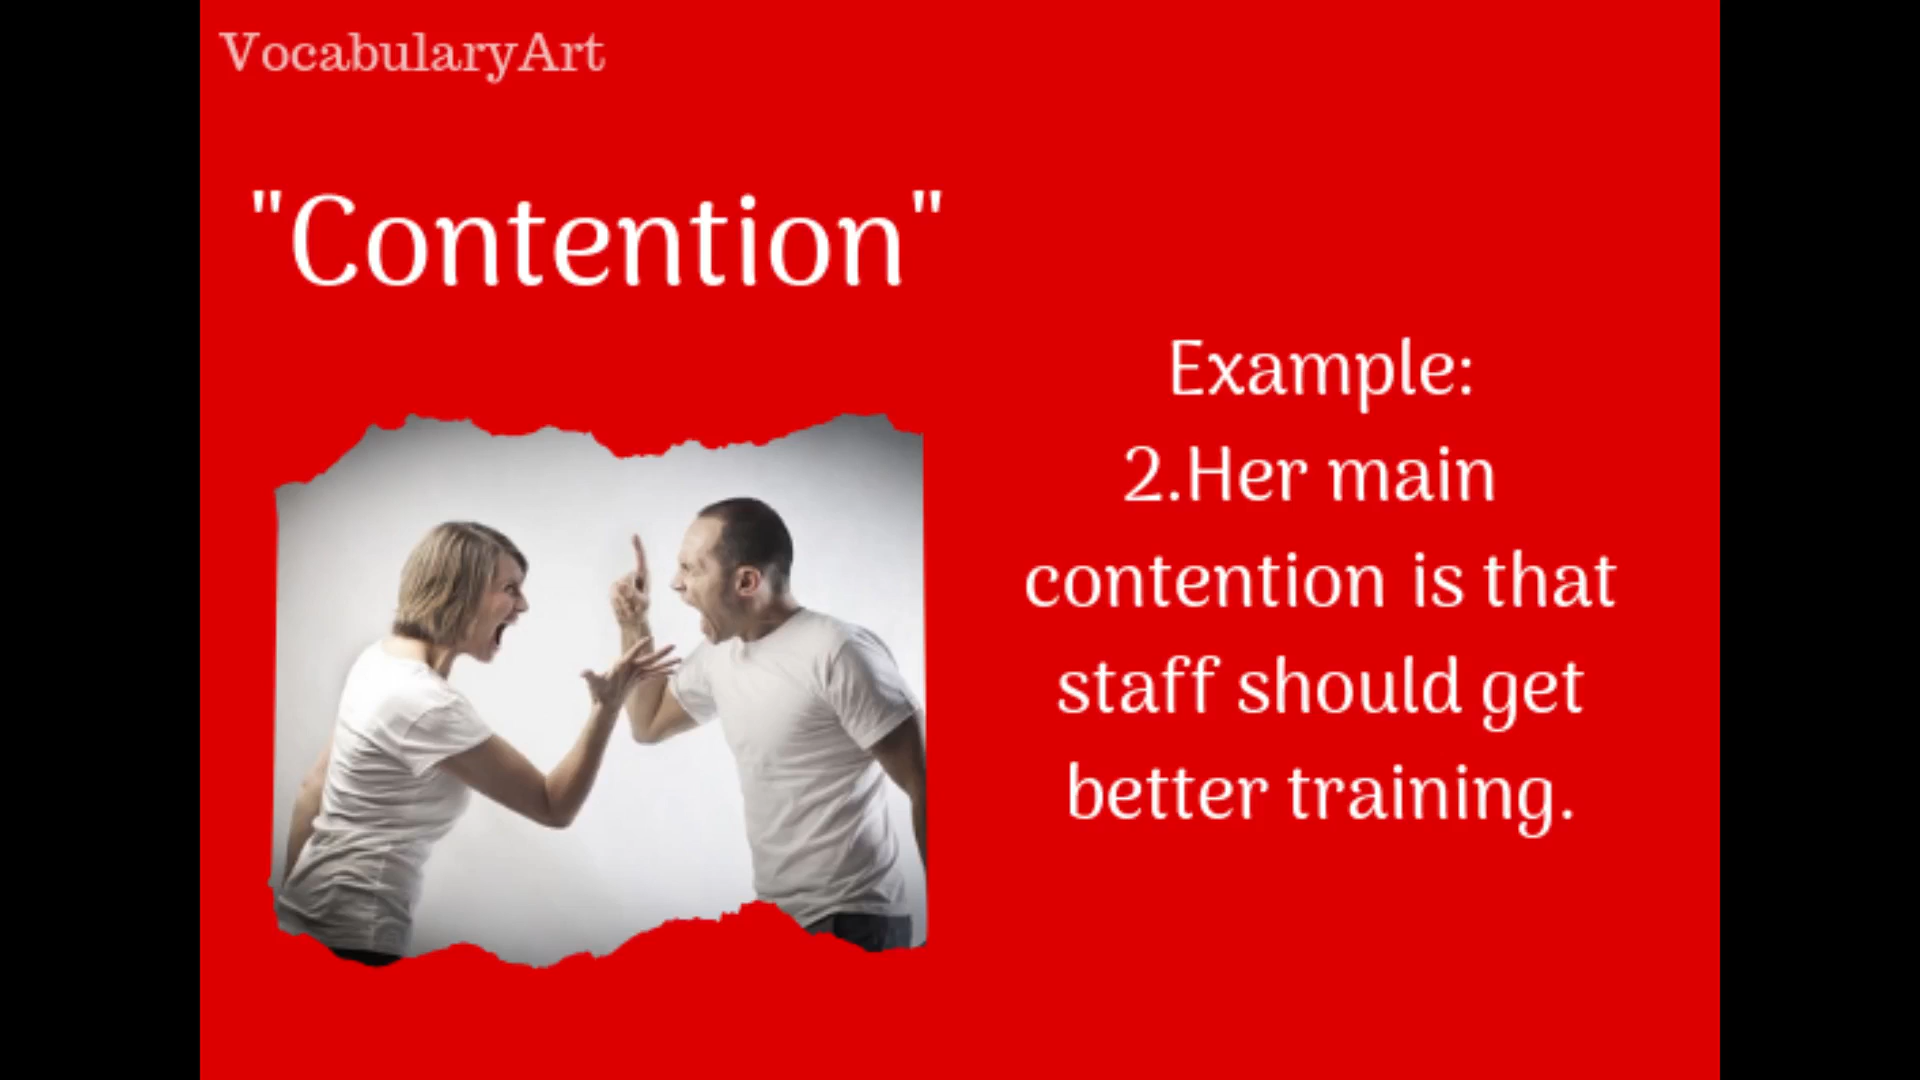 VocabularyArt
"Contention"
Example:
2.Her main
contention is that
staff should get
better training.